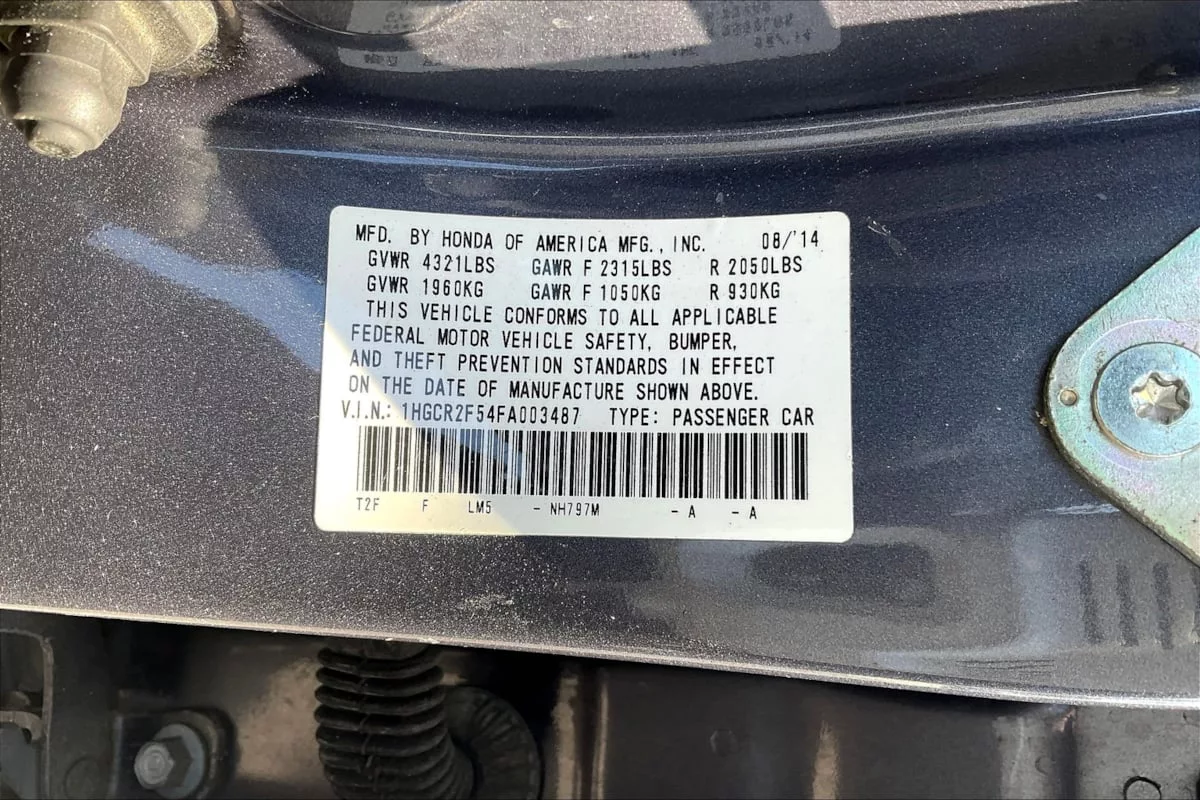 MFD. BY HONDA OF AMERICA MFG., INC. 08/'14
GVWR 4321LBS GAWR F 2315LBS R 2050LBS
GVWR 1960KG GAWR F 1050KG R 930KG
THIS VEHICLE CONFORMS TO ALL APPLICABLE
FEDERAL MOTOR VEHICLE SAFETY, BUMPER,
AND THEFT PREVENTION STANDARDS IN EFFECT
ON THE DATE OF MANUFACTURE SHOWN ABOVE.
V.I.N.: 1HGCR2F54FA003487 TYPE: PASSENGER CAR
T2F F LM5 - NH797M - A - A